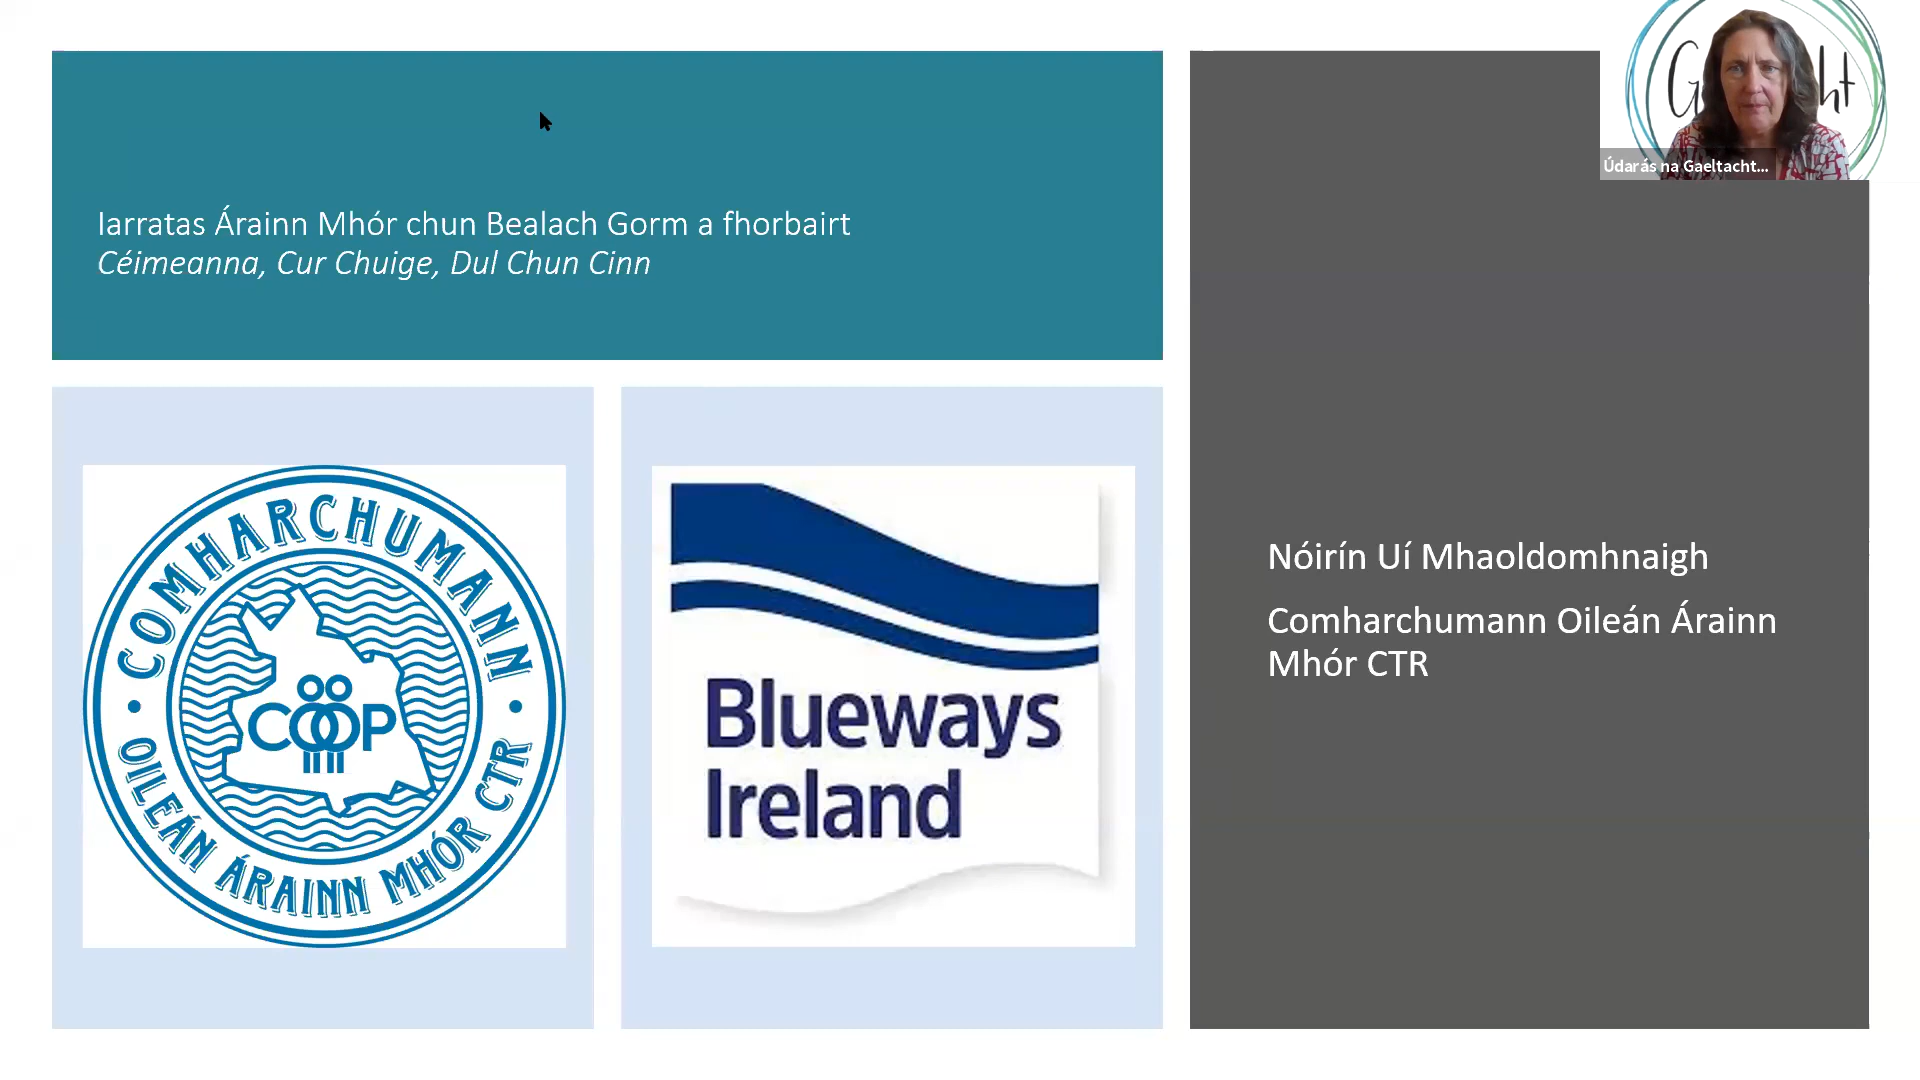 Iarratas Árainn Mhór chun Bealach Gorm a fhorbairt
Céimeanna, Cur Chuige, Dul Chun Cinn
COMHARCHUMANN
COOP
OILEÁN ÁRAINN MHÓR CTR
Blueways
Ireland
Údarás na Gaeltacht...
Nóirín Uí Mhaoldomhnaigh
Comharchumann Oileán Árainn
Mhór CTR